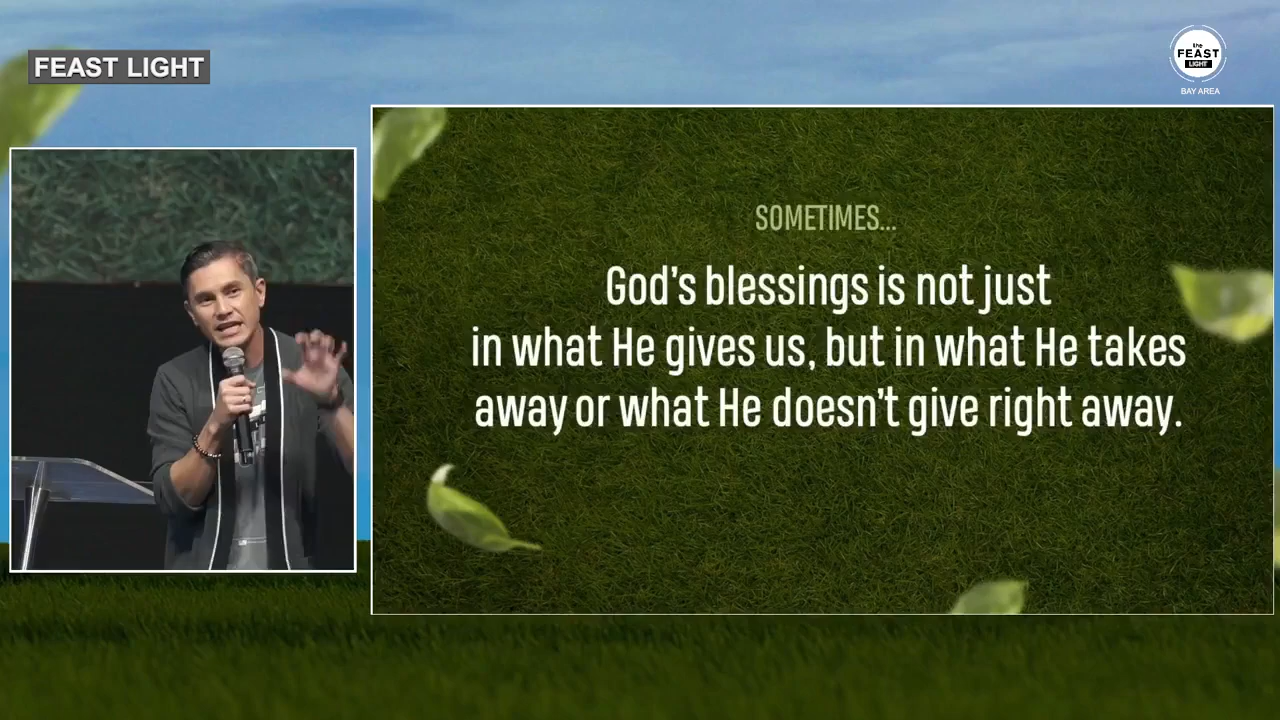 FEAST LIGHT
the
FEAST
LIGHT
BAY AREA
SOMETIMES...
God's blessings is not just
in what He gives us, but in what He takes
away or what He doesn't give right away.